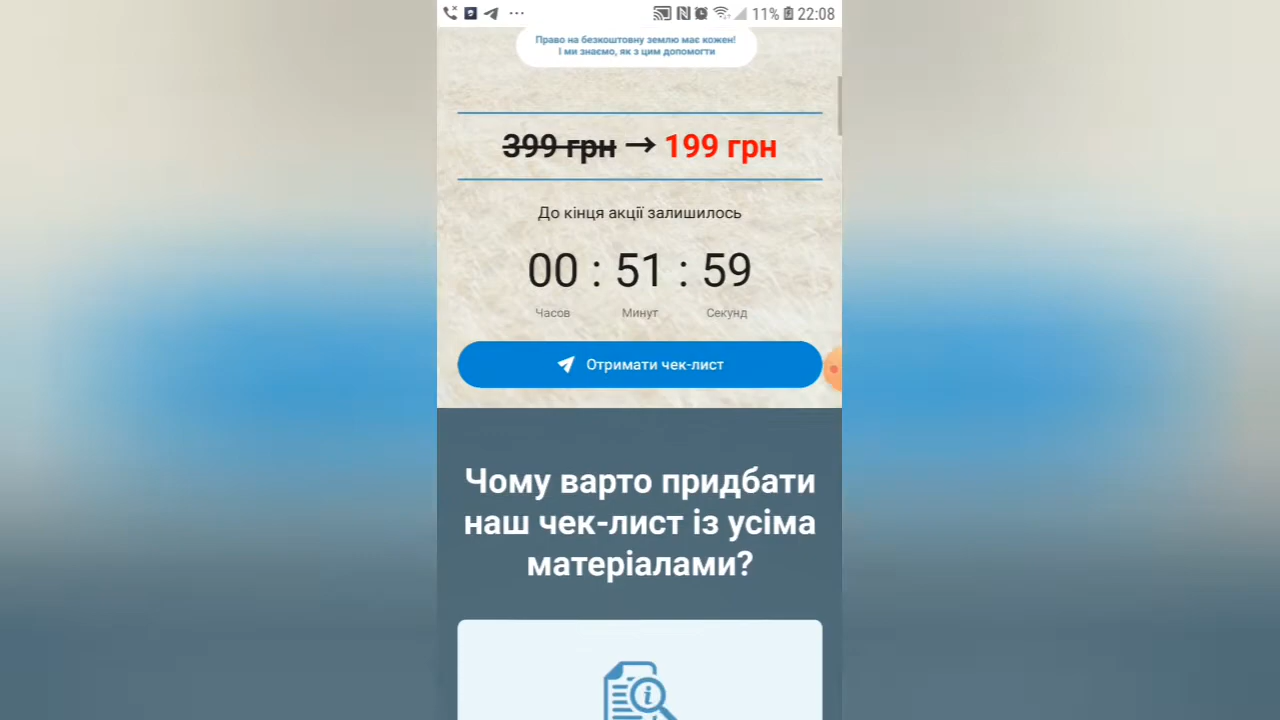 11% 22:08
Право на безкоштовну землю має кожен!
І ми знаємо, як з цим допомогти
399 грн → 199 грн
До кінця акції залишилось
00 : 51 : 59
Часов Минут Секунд
Отримати чек-лист
Чому варто придбати
наш чек-лист із усіма
матеріалами?